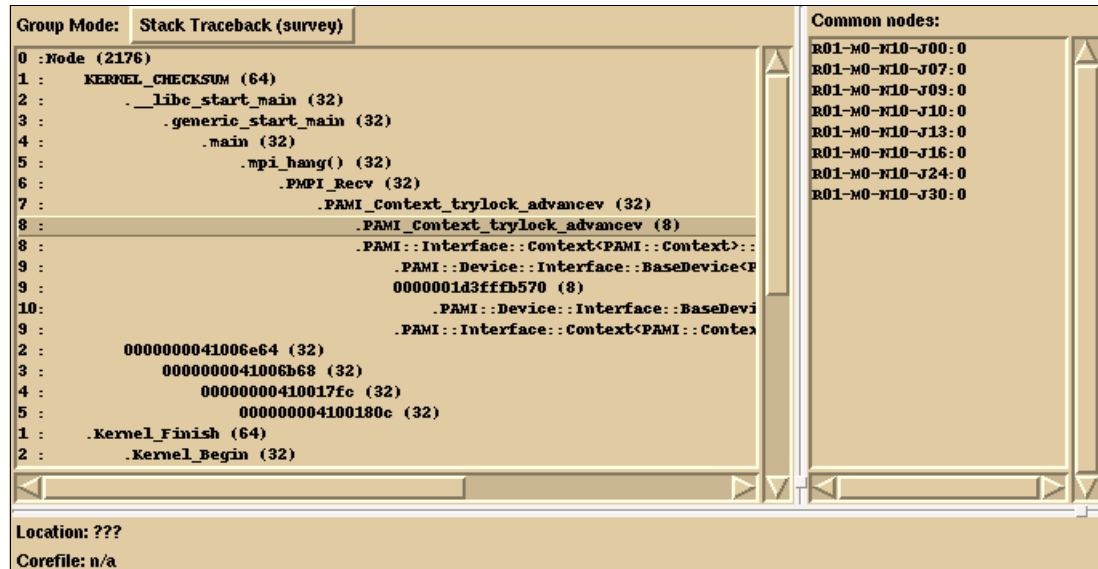 Group Mode: Stack Traceback (survey)
0 :Node (2176)
1 : KERNEL_CHECKSUM (64)
2 : .__libc_start_main (32)
3 : .generic_start_main (32)
4 : .main (32)
5 : .mpi_hang() (32)
6 : .PMPI_Recv (32)
7 : .PAMI_Context_trylock_advancev (32)
8 : .PAMI_Context_trylock_advancev (8)
8 : .PAMI::Interface::Context<PAMI::Context>::
9 : .PAMI::Device::Interface::BaseDevice<P
9 : 0000001d3fffb570 (8)
10: .PAMI::Device::Interface::BaseDevi
9 : .PAMI::Interface::Context<PAMI::Contex
2 : 0000000041006e64 (32)
3 : 0000000041006b68 (32)
4 : 00000000410017fc (32)
5 : 000000004100180c (32)
1 : .Kernel_Finish (64)
2 : .Kernel_Begin (32)
Common nodes:
R01-M0-N10-J00:0
R01-M0-N10-J07:0
R01-M0-N10-J09:0
R01-M0-N10-J10:0
R01-M0-N10-J13:0
R01-M0-N10-J16:0
R01-M0-N10-J24:0
R01-M0-N10-J30:0
Location: ???
Corefile: n/a